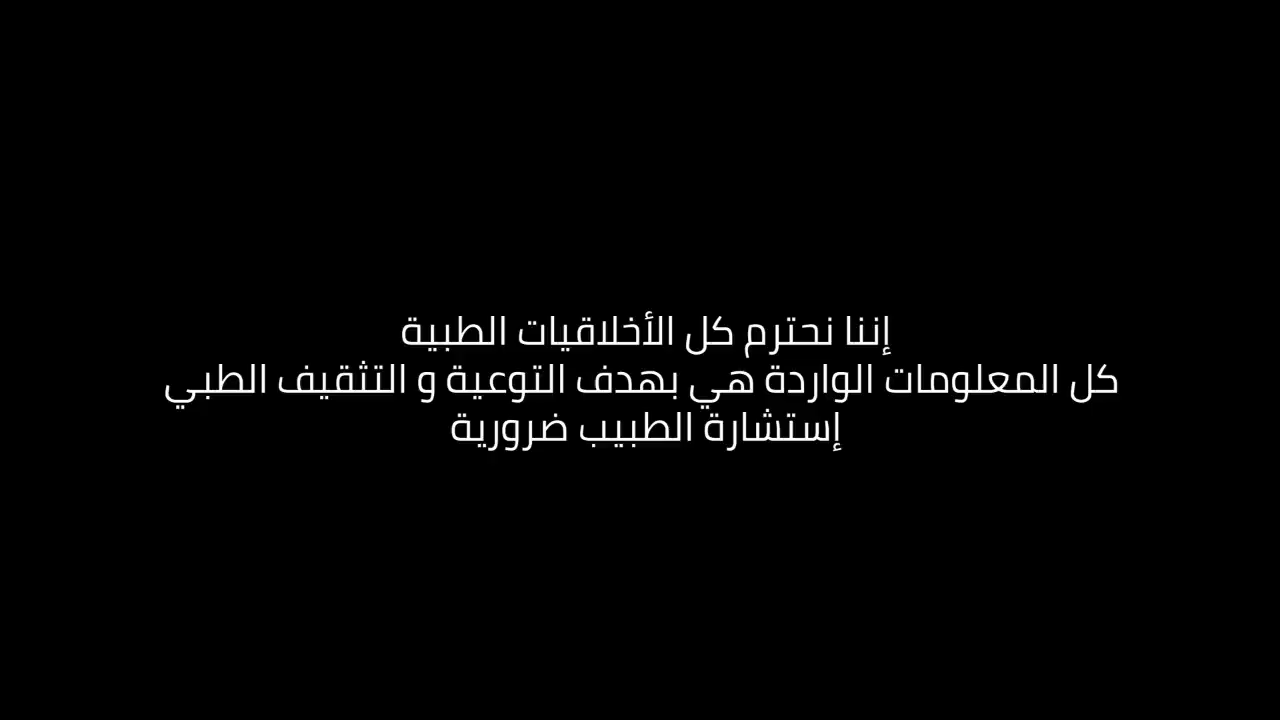 إننا نحترم كل الأخلاقيات الطبية
كل المعلومات الواردة هي بهدف التوعية و التثقيف الطبي
إستشارة الطبيب ضرورية